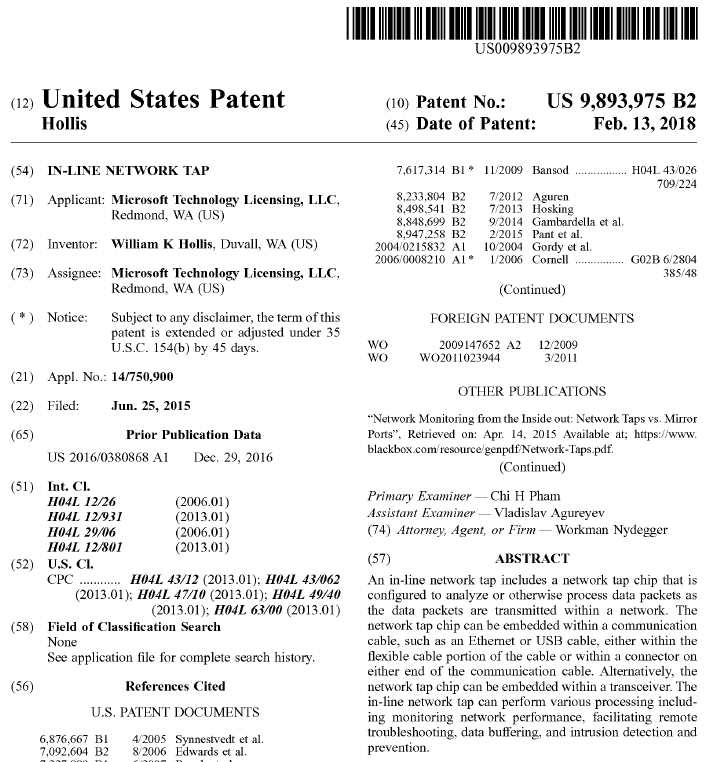 US009893975B2
(12) United States Patent
Hollis
(10) Patent No.: US 9,893,975 B2
(45) Date of Patent: Feb. 13, 2018
(54) IN-LINE NETWORK TAP
(71) Applicant: Microsoft Technology Licensing, LLC,
Redmond, WA (US)
(72) Inventor: William K Hollis, Duvall, WA (US)
(73) Assignee: Microsoft Technology Licensing, LLC,
Redmond, WA (US)
( * ) Notice: Subject to any disclaimer, the term of this
patent is extended or adjusted under 35
U.S.C. 154(b) by 45 days.
(21) Appl. No.: 14/750,900
(22) Filed: Jun. 25, 2015
(65) Prior Publication Data
US 2016/0380868 A1 Dec. 29, 2016
(51) Int. Cl.
H04L 12/26 (2006.01)
H04L 12/931 (2013.01)
H04L 29/06 (2006.01)
H04L 12/801 (2013.01)
(52) U.S. Cl.
CPC ............ H04L 43/12 (2013.01); H04L 43/062
(2013.01); H04L 47/10 (2013.01); H04L 49/40
(2013.01); H04L 63/00 (2013.01)
(58) Field of Classification Search
None
See application file for complete search history.
(56) References Cited
U.S. PATENT DOCUMENTS
6,876,667 B1 4/2005 Synnestvedt et al.
7,092,604 B2 8/2006 Edwards et al.
7,617,314 B1 * 11/2009 Bansod ................ H04L 43/026
709/224
8,233,804 B2 7/2012 Aguren
8,498,541 B2 7/2013 Hosking
8,848,699 B2 9/2014 Gambardella et al.
8,947,258 B2 2/2015 Pant et al.
2004/0215832 A1 10/2004 Gordy et al.
2006/0008210 A1 * 1/2006 Cornell ............... G02B 6/2804
385/48
(Continued)
FOREIGN PATENT DOCUMENTS
WO 2009147652 A2 12/2009
WO WO2011023944 3/2011
OTHER PUBLICATIONS
“Network Monitoring from the Inside out: Network Taps vs. Mirror
Ports”, Retrieved on: Apr. 14, 2015 Available at; https://www.
blackbox.com/resource/genpdf/Network-Taps.pdf.
(Continued)
Primary Examiner — Chi H Pham
Assistant Examiner — Vladislav Agureyev
(74) Attorney, Agent, or Firm — Workman Nydegger
(57) ABSTRACT
An in-line network tap includes a network tap chip that is
configured to analyze or otherwise process data packets as
the data packets are transmitted within a network. The
network tap chip can be embedded within a communication
cable, such as an Ethernet or USB cable, either within the
flexible cable portion of the cable or within a connector on
either end of the communication cable. Alternatively, the
network tap chip can be embedded within a transceiver. The
in-line network tap can perform various processing includ-
ing monitoring network performance, facilitating remote
troubleshooting, data buffering, and intrusion detection and
prevention.